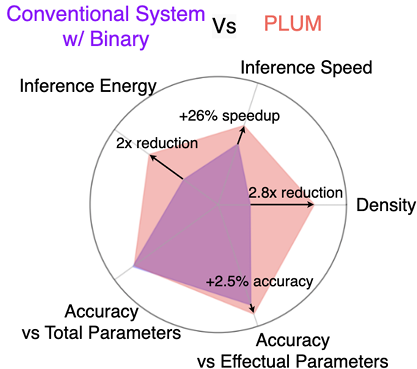 Conventional System
w/ Binary
Vs
PLUM
Inference Speed
Inference Energy
+26% speedup
2x reduction
2.8x reduction
Density
+2.5% accuracy
Accuracy
vs Total Parameters
Accuracy
vs Effectual Parameters